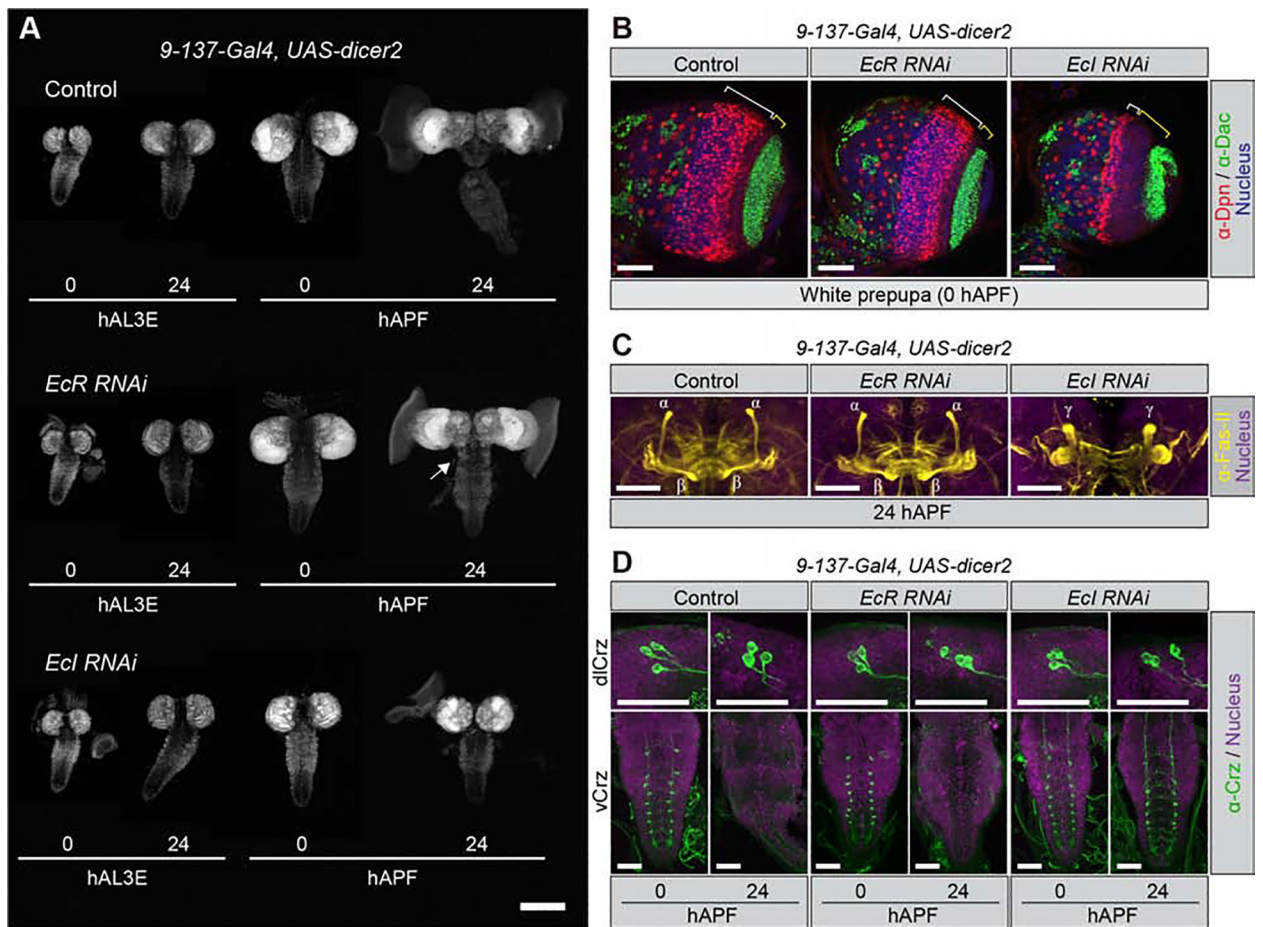 A
9-137-Gal4, UAS-dicer2
Control
0 24 0 24
hAL3E hAPF
EcR RNAi
0 24 0 24
hAL3E hAPF
EcI RNAi
0 24 0 24
hAL3E hAPF
B
9-137-Gal4, UAS-dicer2
Control EcR RNAi EcI RNAi
α-Dpn / α-Dac
Nucleus
White prepupa (0 hAPF)
C
9-137-Gal4, UAS-dicer2
Control EcR RNAi EcI RNAi
α α α α γ γ
β β β β
α-Fas-II
Nucleus
24 hAPF
D
9-137-Gal4, UAS-dicer2
Control EcR RNAi EcI RNAi
dlCrz
vCrz
α-Crz / Nucleus
0 24 0 24 0 24
hAPF hAPF hAPF